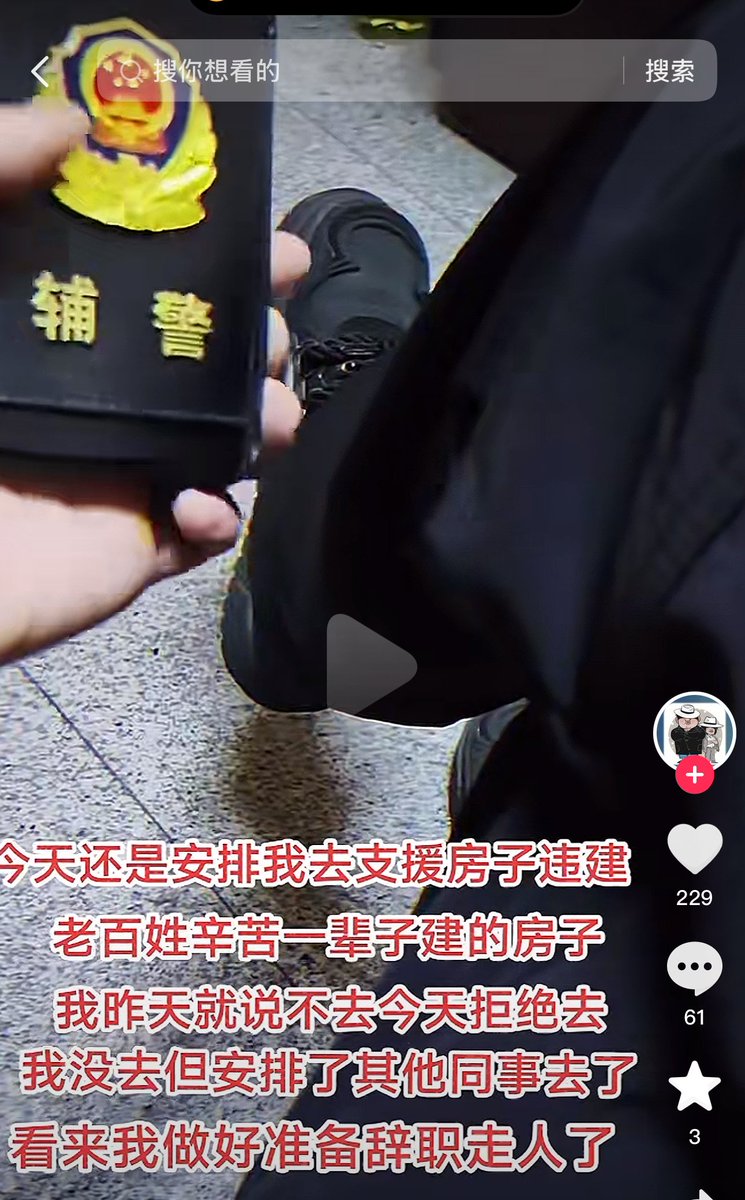 搜你想看的
搜索
辅警
今天还是安排我去支援房子违建
老百姓辛苦一辈子建的房子
229
我昨天就说不去今天拒绝去
61
我没去但安排了其他同事去了
看来我做好准备辞职走人了
3